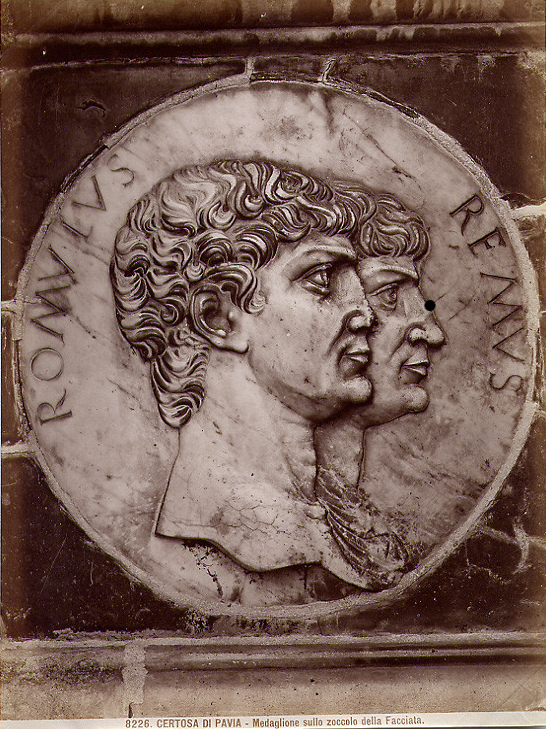 ROMVLVS
REMVS
8226. CERTOSA DI PAVIA - Medaglione sullo zoccolo della Facciata.